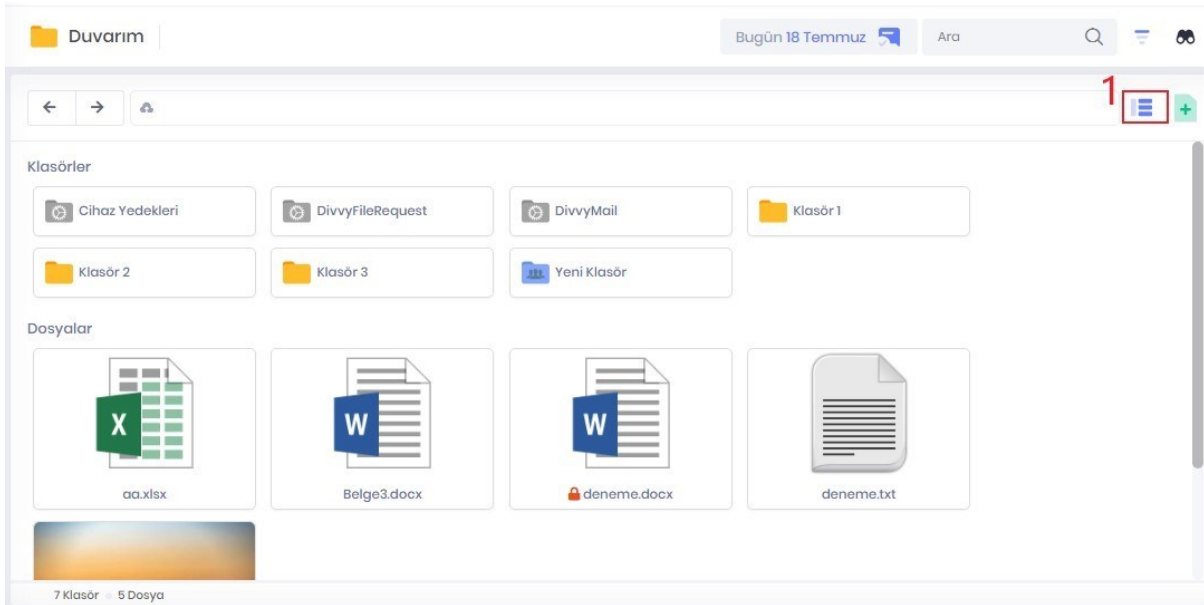 Duvarım
Bugün 18 Temmuz
Ara
1
Klasörler
Cihaz Yedekleri
DivvyFileRequest
DivvyMail
Klasör 1
Klasör 2
Klasör 3
Yeni Klasör
Dosyalar
X
W
W
aa.xlsx
Belge3.docx
deneme.docx
deneme.txt
7 Klasör 5 Dosya